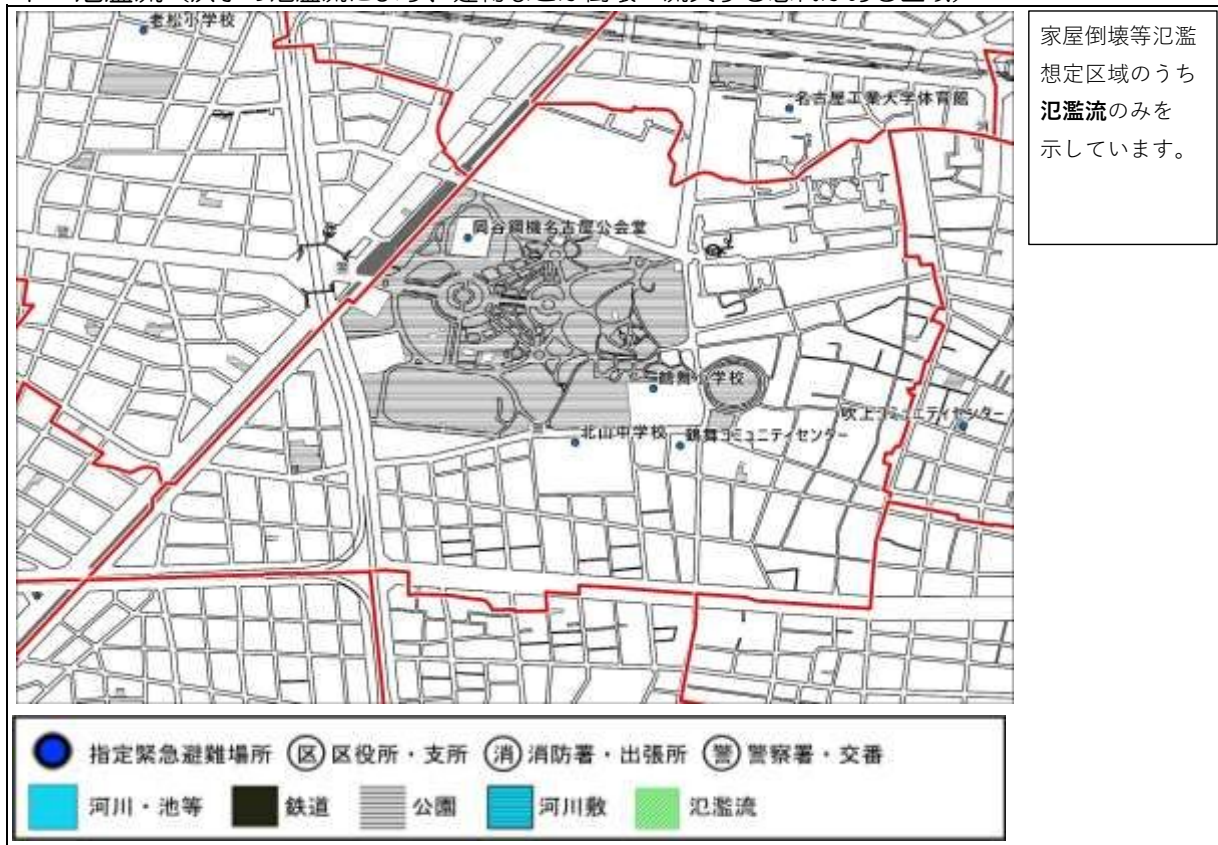 老松小学校
名古屋工業大学体育館
岡谷鋼機名古屋公会堂
鶴舞小学校
吹上コミュニティセンター
北山中学校
鶴舞コミュニティセンター
家屋倒壊等氾濫
想定区域のうち
氾濫流のみを
示しています。
指定緊急避難場所 区 区役所・支所 消 消防署・出張所 警 警察署・交番
河川・池等 鉄道 公園 河川敷 氾濫流